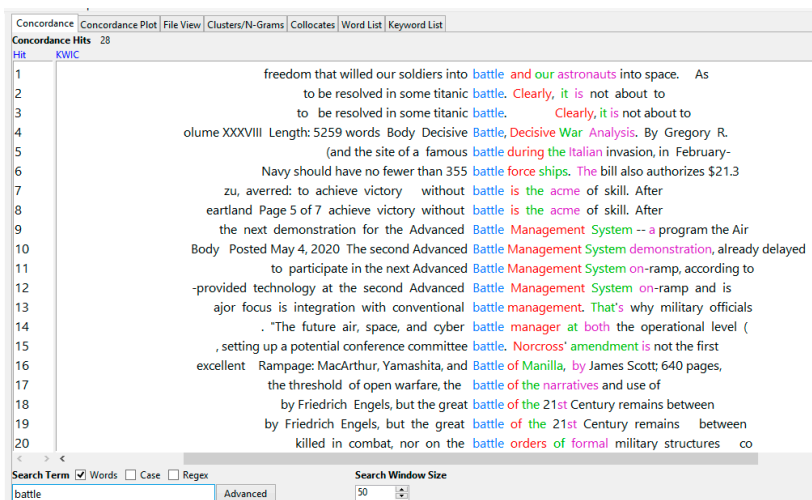 Concordance Concordance Plot File View Clusters/N-Grams Collocates Word List Keyword List
Concordance Hits 28
Hit KWIC
1 freedom that willed our soldiers into battle and our astronauts into space. As
2 to be resolved in some titanic battle. Clearly, it is not about to
3 to be resolved in some titanic battle. Clearly, it is not about to
4 olume XXXVIII Length: 5259 words Body Decisive Battle, Decisive War Analysis. By Gregory R.
5 (and the site of a famous battle during the Italian invasion, in February-
6 Navy should have no fewer than 355 battle force ships. The bill also authorizes $21.3
7 zu, averred: to achieve victory without battle is the acme of skill. After
8 eartland Page 5 of 7 achieve victory without battle is the acme of skill. After
9 the next demonstration for the Advanced Battle Management System -- a program the Air
10 Body Posted May 4, 2020 The second Advanced Battle Management System demonstration, already delayed
11 to participate in the next Advanced Battle Management System on-ramp, according to
12 -provided technology at the second Advanced Battle Management System on-ramp and is
13 ajor focus is integration with conventional battle management. That's why military officials
14 . "The future air, space, and cyber battle manager at both the operational level (
15 , setting up a potential conference committee battle. Norcross' amendment is not the first
16 excellent Rampage: MacArthur, Yamashita, and Battle of Manilla, by James Scott; 640 pages,
17 the threshold of open warfare, the battle of the narratives and use of
18 by Friedrich Engels, but the great battle of the 21st Century remains between
19 by Friedrich Engels, but the great battle of the 21st Century remains between
20 killed in combat, nor on the battle orders of formal military structures co
Search Term Words Case Regex Search Window Size
battle Advanced 50